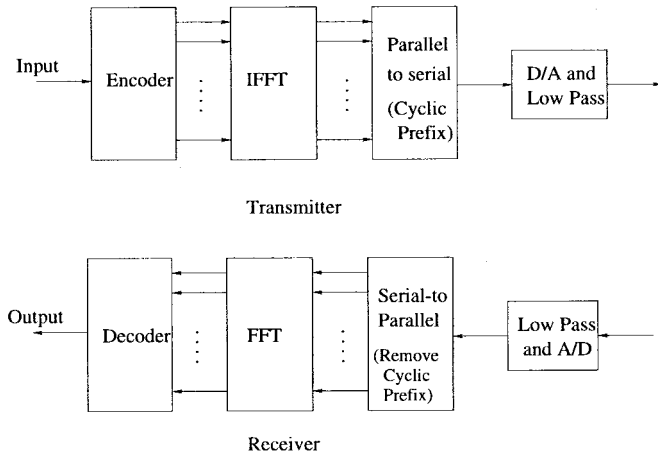 Input
Encoder
IFFT
Parallel
to serial
(Cyclic
Prefix)
D/A and
Low Pass
Transmitter
Output
Decoder
FFT
Serial-to
Parallel
(Remove
Cyclic
Prefix)
Low Pass
and A/D
Receiver